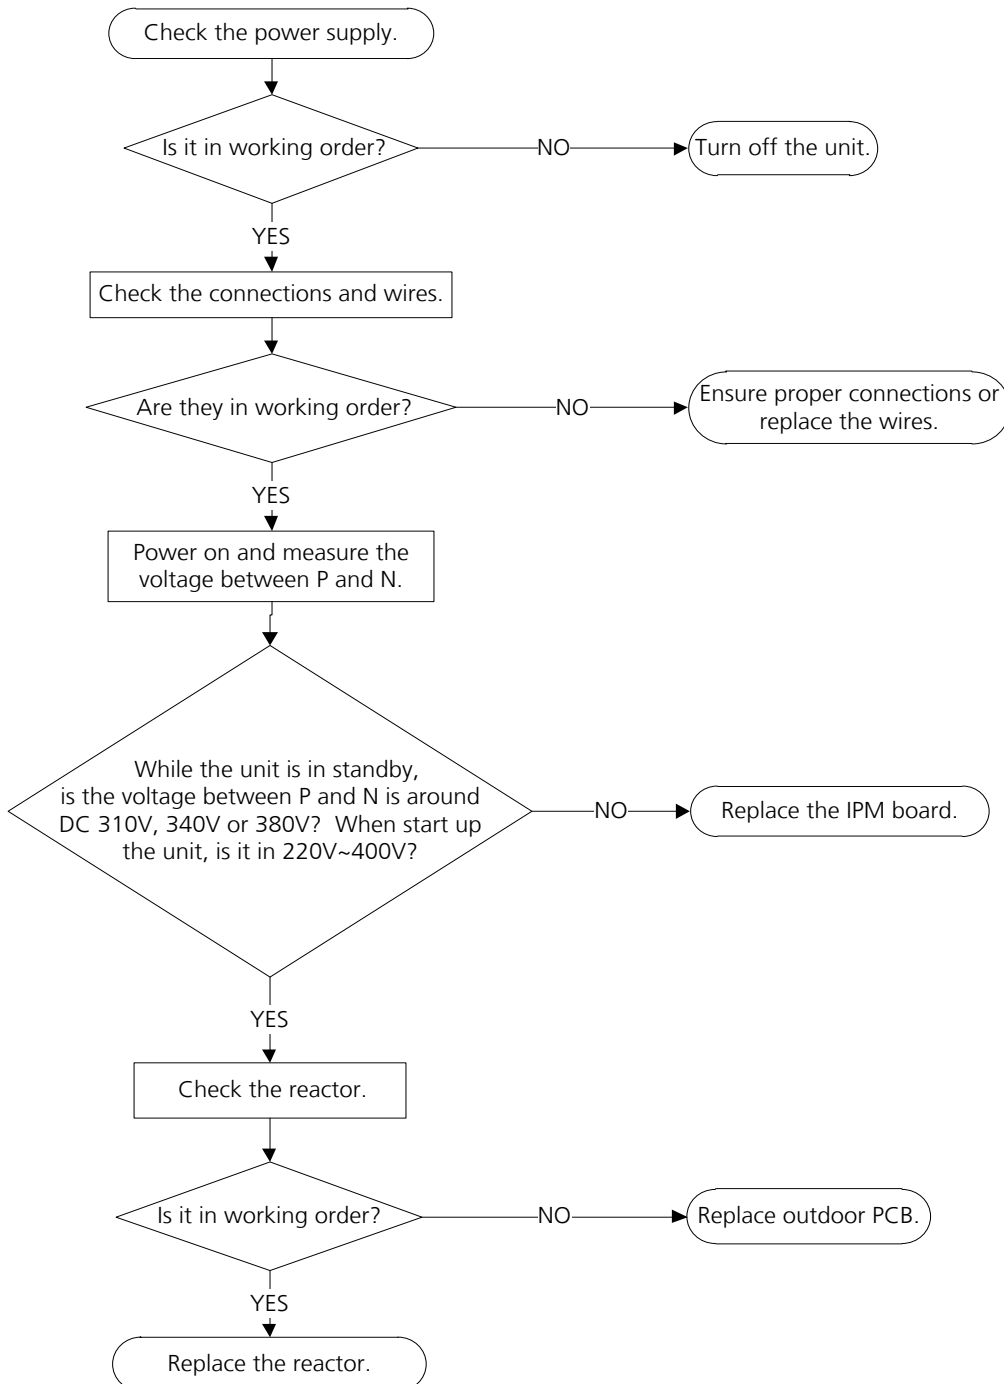 Check the power supply.
Is it in working order?
NO
Turn off the unit.
YES
Check the connections and wires.
Are they in working order?
NO
Ensure proper connections or
replace the wires.
YES
Power on and measure the
voltage between P and N.
While the unit is in standby,
is the voltage between P and N is around
DC 310V, 340V or 380V? When start up
the unit, is it in 220V~400V?
NO
Replace the IPM board.
YES
Check the reactor.
Is it in working order?
NO
Replace outdoor PCB.
YES
Replace the reactor.